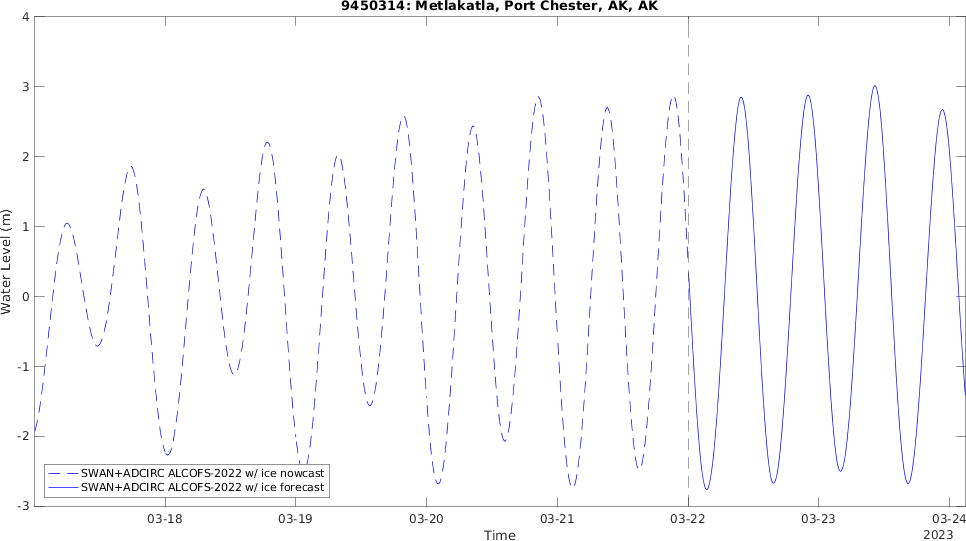 9450314: Metlakatla, Port Chester, AK, AK
4
3
2
1
0
-1
-2
-3
Water Level (m)
SWAN+ADCIRC ALCOFS-2022 w/ ice nowcast
SWAN+ADCIRC ALCOFS-2022 w/ ice forecast
03-18 03-19 03-20 03-21 03-22 03-23 03-24
Time 2023